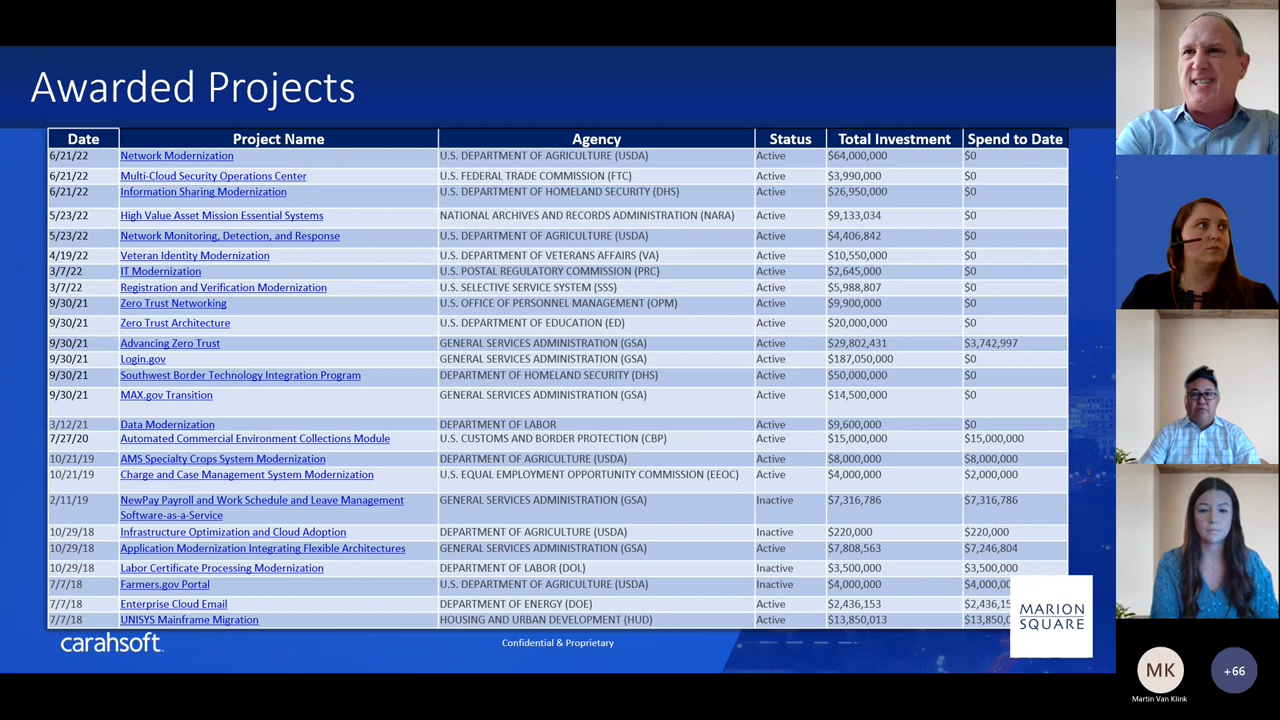 Awarded Projects
Date Project Name Agency Status Total Investment Spend to Date
6/21/22 Network Modernization U.S. DEPARTMENT OF AGRICULTURE (USDA) Active $64,000,000 $0
6/21/22 Multi-Cloud Security Operations Center U.S. FEDERAL TRADE COMMISSION (FTC) Active $3,990,000 $0
6/21/22 Information Sharing Modernization U.S. DEPARTMENT OF HOMELAND SECURITY (DHS) Active $26,950,000 $0
5/23/22 High Value Asset Mission Essential Systems NATIONAL ARCHIVES AND RECORDS ADMINISTRATION (NARA) Active $9,133,034 $0
5/23/22 Network Monitoring, Detection, and Response U.S. DEPARTMENT OF AGRICULTURE (USDA) Active $4,406,842 $0
4/19/22 Veteran Identity Modernization U.S. DEPARTMENT OF VETERANS AFFAIRS (VA) Active $10,550,000 $0
3/7/22 IT Modernization U.S. POSTAL REGULATORY COMMISSION (PRC) Active $2,645,000 $0
3/7/22 Registration and Verification Modernization U.S. SELECTIVE SERVICE SYSTEM (SSS) Active $5,988,807 $0
9/30/21 Zero Trust Networking U.S. OFFICE OF PERSONNEL MANAGEMENT (OPM) Active $9,900,000 $0
9/30/21 Zero Trust Architecture U.S. DEPARTMENT OF EDUCATION (ED) Active $20,000,000 $0
9/30/21 Advancing Zero Trust GENERAL SERVICES ADMINISTRATION (GSA) Active $29,802,431 $3,742,997
9/30/21 Login.gov GENERAL SERVICES ADMINISTRATION (GSA) Active $187,050,000 $0
9/30/21 Southwest Border Technology Integration Program DEPARTMENT OF HOMELAND SECURITY (DHS) Active $50,000,000 $0
9/30/21 MAX.gov Transition GENERAL SERVICES ADMINISTRATION (GSA) Active $14,500,000 $0
3/12/21 Data Modernization DEPARTMENT OF LABOR Active $9,600,000 $0
7/27/20 Automated Commercial Environment Collections Module U.S. CUSTOMS AND BORDER PROTECTION (CBP) Active $15,000,000 $15,000,000
10/21/19 AMS Specialty Crops System Modernization DEPARTMENT OF AGRICULTURE (USDA) Active $8,000,000 $8,000,000
10/21/19 Charge and Case Management System Modernization U.S. EQUAL EMPLOYMENT OPPORTUNITY COMMISSION (EEOC) Active $4,000,000 $2,000,000
2/11/19 NewPay Payroll and Work Schedule and Leave Management GENERAL SERVICES ADMINISTRATION (GSA) Inactive $7,316,786 $7,316,786
Software-as-a-Service
10/29/18 Infrastructure Optimization and Cloud Adoption DEPARTMENT OF AGRICULTURE (USDA) Inactive $220,000 $220,000
10/29/18 Application Modernization Integrating Flexible Architectures GENERAL SERVICES ADMINISTRATION (GSA) Active $7,808,563 $7,246,804
10/29/18 Labor Certificate Processing Modernization DEPARTMENT OF LABOR (DOL) Inactive $3,500,000 $3,500,000
7/7/18 Farmers.gov Portal U.S. DEPARTMENT OF AGRICULTURE (USDA) Inactive $4,000,000 $4,000,00
7/7/18 Enterprise Cloud Email DEPARTMENT OF ENERGY (DOE) Active $2,436,153 $2,436,15
7/7/18 UNISYS Mainframe Migration HOUSING AND URBAN DEVELOPMENT (HUD) Active $13,850,013 $13,850,0
MARION
SQUARE
carahsoft.
Confidential & Proprietary
MK
+66
Martin Van Klink